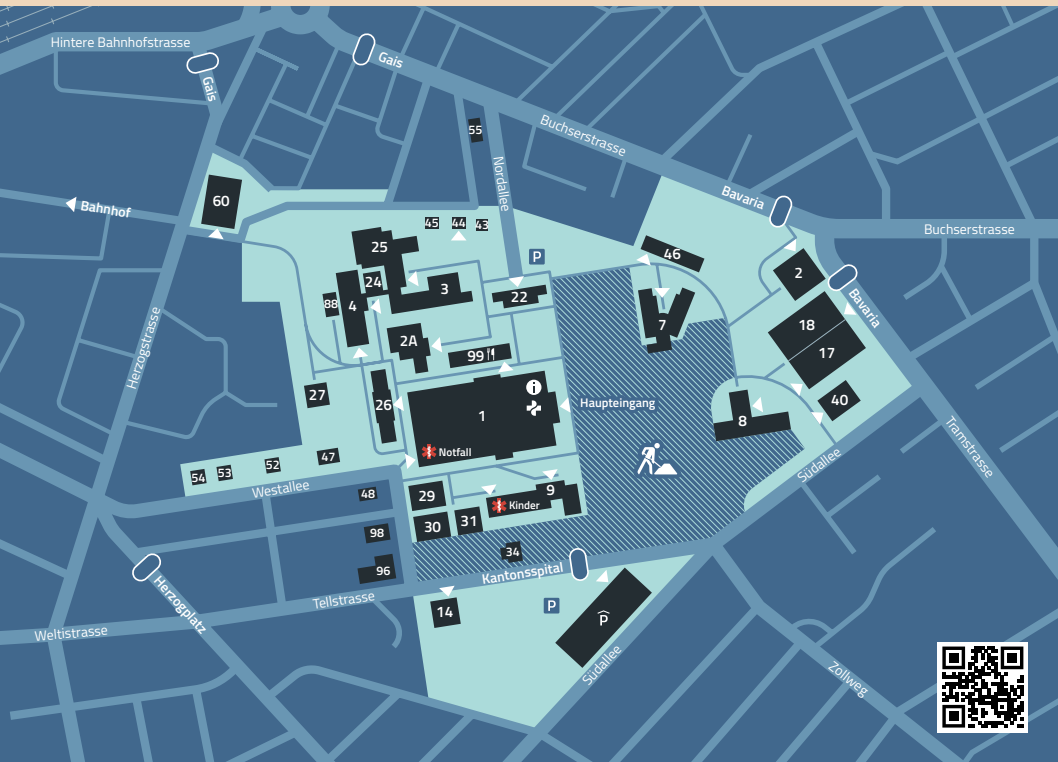 Hintere Bahnhofstrasse
Gais
Gais
Buchserstrasse
55
Nordallee
Bavaria
60
Bahnhof
45
44
43
Buchserstrasse
25
P
46
24
3
2
88
4
22
Bavaria
7
18
2A
99
17
Herzogstrasse
27
26
1
Haupteingang
40
8
Notfall
Tramstrasse
47
52
53
54
Südallee
Westallee
48
29
9
Kinder
30
31
98
34
96
Kantonsspital
Herzogplatz
Tellstrasse
14
P
P
Weltistrasse
Südallee
Zollweg